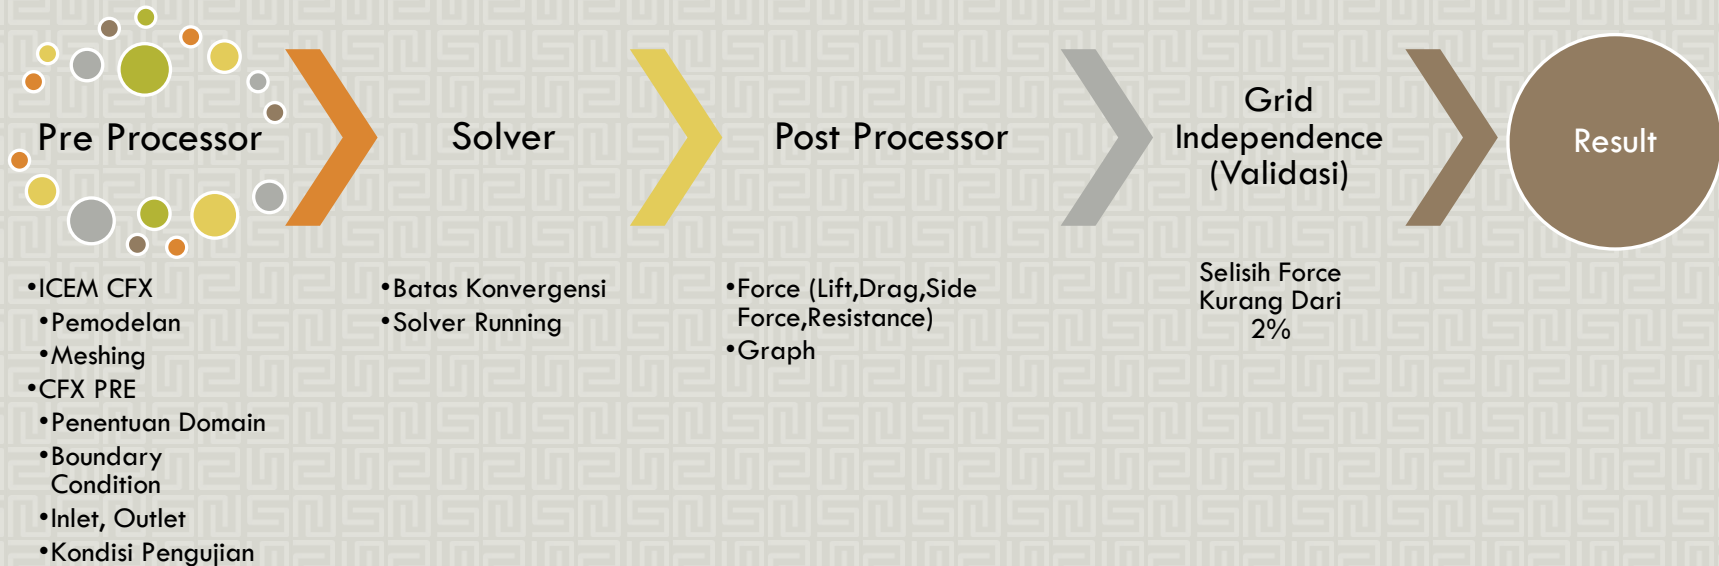 Pre Processor
•ICEM CFX
•Pemodelan
•Meshing
•CFX PRE
•Penentuan Domain
•Boundary
Condition
•Inlet, Outlet
•Kondisi Pengujian
Solver
•Batas Konvergensi
•Solver Running
Post Processor
•Force (Lift,Drag,Side
Force,Resistance)
•Graph
Grid
Independence
(Validasi)
Selisih Force
Kurang Dari
2%
Result